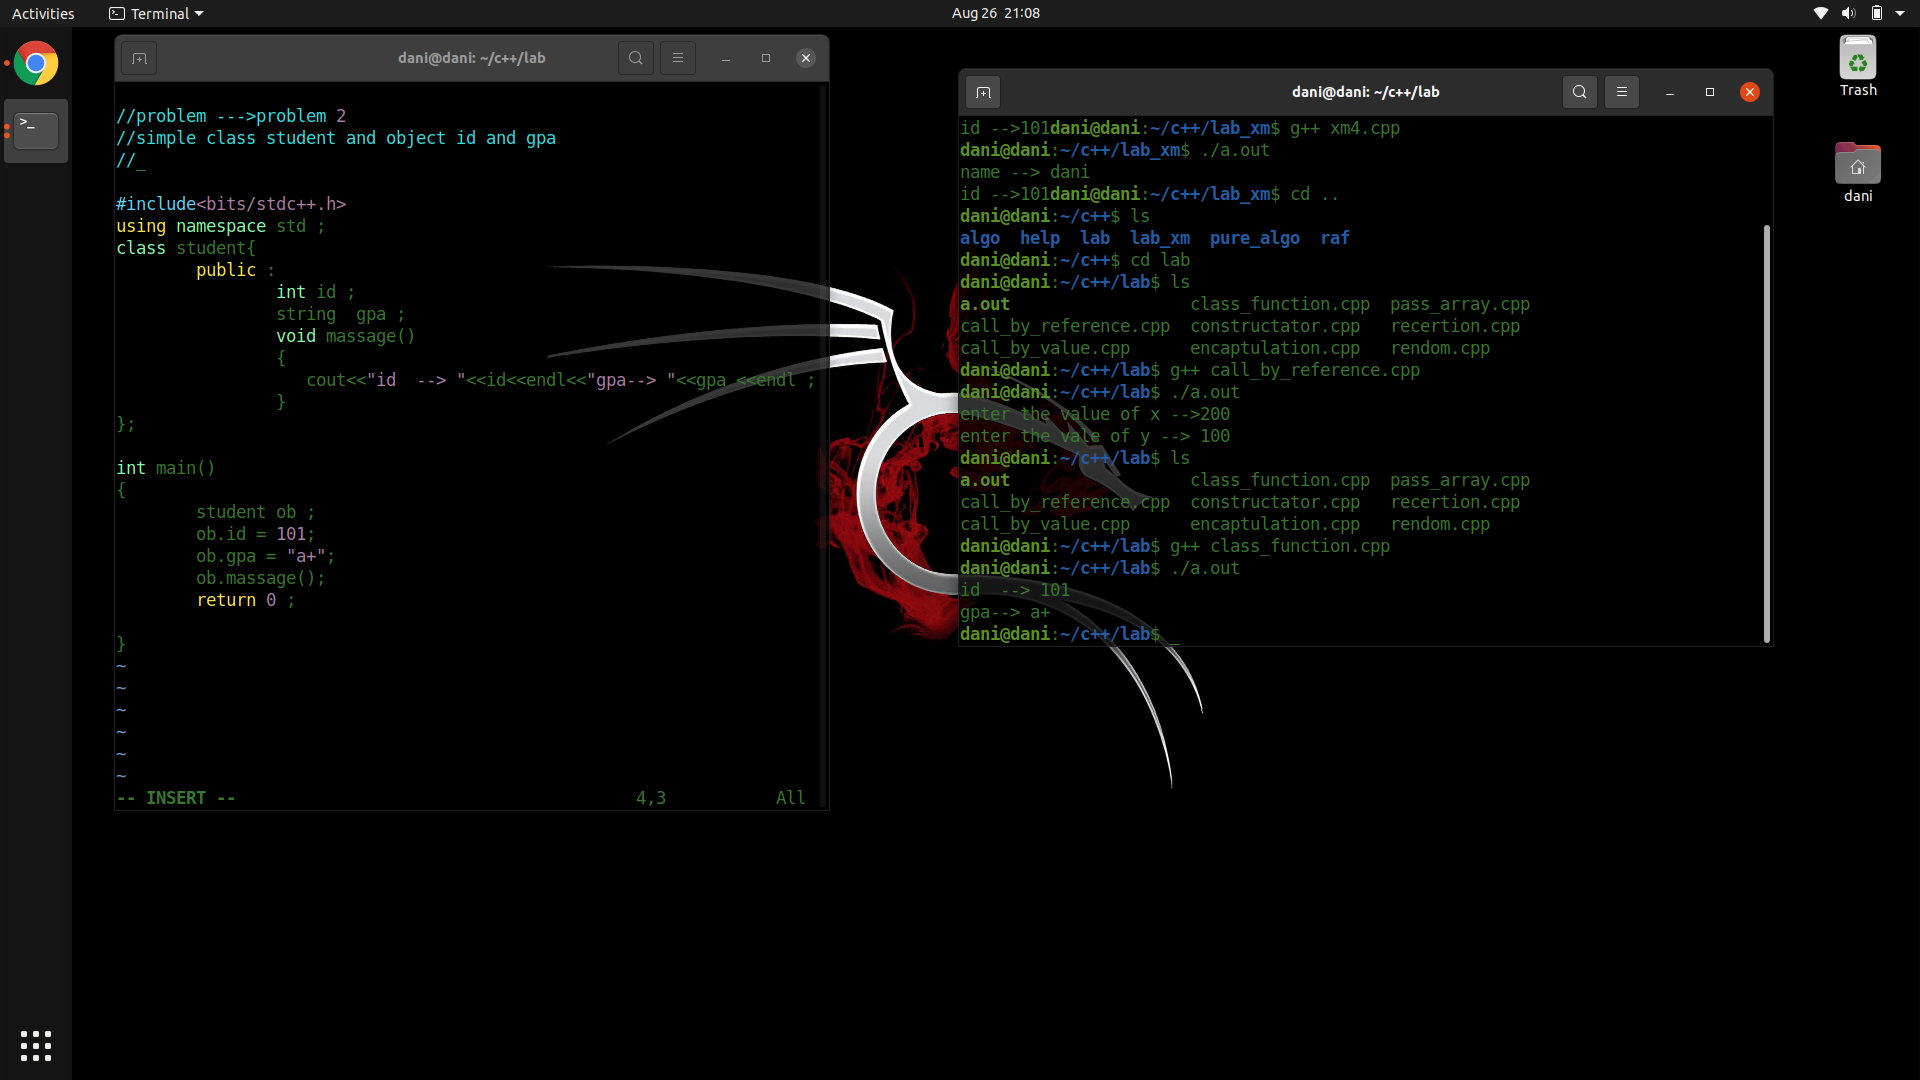 Activities
Terminal
Aug 26 21:08
dani@dani: ~/c++/lab
//problem --->problem 2
//simple class student and object id and gpa
//_
#include<bits/stdc++.h>
using namespace std ;
class student{
public :
int id ;
string  gpa ;
void massage()
{
cout<<"id  --> "<<id<<endl<<"gpa--> "<<gpa <<endl ;
}
};
int main()
{
student ob ;
ob.id = 101;
ob.gpa = "a+";
ob.massage();
return 0 ;
}
~
~
~
~
~
~
-- INSERT -- 4,3 All
dani@dani: ~/c++/lab
id -->101dani@dani:~/c++/lab_xm$ g++ xm4.cpp
dani@dani:~/c++/lab_xm$ ./a.out
name --> dani
id -->101dani@dani:~/c++/lab_xm$ cd ..
dani@dani:~/c++$ ls
algo  help  lab  lab_xm  pure_algo  raf
dani@dani:~/c++$ cd lab
dani@dani:~/c++/lab$ ls
a.out                  class_function.cpp  pass_array.cpp
call_by_reference.cpp  constructator.cpp   recertion.cpp
call_by_value.cpp      encaptulation.cpp   rendom.cpp
dani@dani:~/c++/lab$ g++ call_by_reference.cpp
dani@dani:~/c++/lab$ ./a.out
enter the value of x -->200
enter the vale of y --> 100
dani@dani:~/c++/lab$ ls
a.out                  class_function.cpp  pass_array.cpp
call_by_reference.cpp  constructator.cpp   recertion.cpp
call_by_value.cpp      encaptulation.cpp   rendom.cpp
dani@dani:~/c++/lab$ g++ class_function.cpp
dani@dani:~/c++/lab$ ./a.out
id  --> 101
gpa--> a+
dani@dani:~/c++/lab$ _
Trash
dani